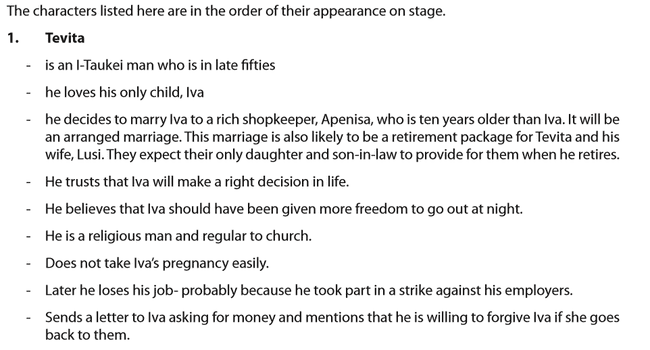 The characters listed here are in the order of their appearance on stage.
1. Tevita
- is an I-Taukei man who is in late fifties
- he loves his only child, Iva
- he decides to marry Iva to a rich shopkeeper, Apenisa, who is ten years older than Iva. It will be
an arranged marriage. This marriage is also likely to be a retirement package for Tevita and his
wife, Lusi. They expect their only daughter and son-in-law to provide for them when he retires.
- He trusts that Iva will make a right decision in life.
- He believes that Iva should have been given more freedom to go out at night.
- He is a religious man and regular to church.
- Does not take Iva's pregnancy easily.
- Later he loses his job- probably because he took part in a strike against his employers.
- Sends a letter to Iva asking for money and mentions that he is willing to forgive Iva if she goes
back to them.